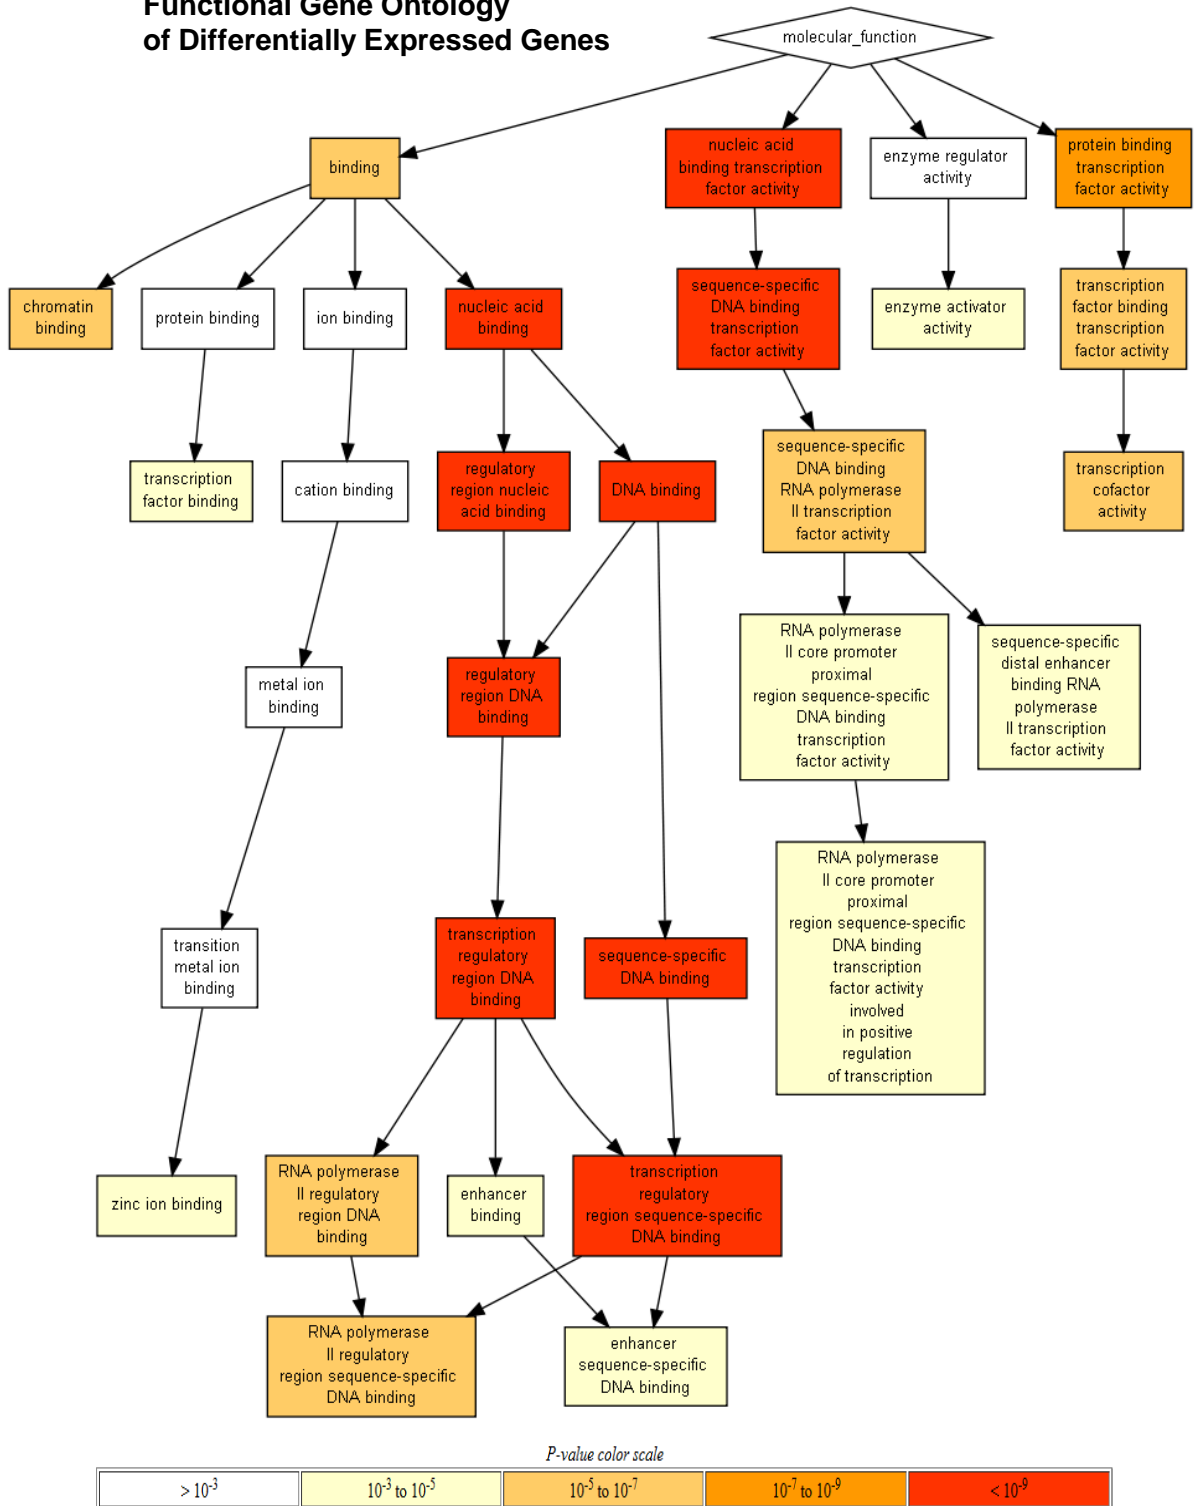 Functional Gene Ontology
of Differentially Expressed Genes
molecular_function
binding
nucleic acid
binding transcription
factor activity
enzyme regulator
activity
protein binding
transcription
factor activity
chromatin
binding
protein binding
ion binding
nucleic acid
binding
sequence-specific
DNA binding
transcription
factor activity
enzyme activator
activity
transcription
factor binding
transcription
factor activity
transcription
factor binding
cation binding
regulatory
region nucleic
acid binding
DNA binding
sequence-specific
DNA binding
RNA polymerase
II transcription
factor activity
transcription
cofactor
activity
metal ion
binding
regulatory
region DNA
binding
RNA polymerase
II core promoter
proximal
region sequence-specific
DNA binding
transcription
factor activity
sequence-specific
distal enhancer
binding RNA
polymerase
II transcription
factor activity
RNA polymerase
II core promoter
proximal
region sequence-specific
DNA binding
transcription
factor activity
involved
in positive
regulation
of transcription
transition
metal ion
binding
transcription
regulatory
region DNA
binding
sequence-specific
DNA binding
zinc ion binding
RNA polymerase
II regulatory
region DNA
binding
enhancer
binding
transcription
regulatory
region sequence-specific
DNA binding
RNA polymerase
II regulatory
region sequence-specific
DNA binding
enhancer
sequence-specific
DNA binding
P-value color scale
> 10⁻³ 10⁻³ to 10⁻⁵ 10⁻⁵ to 10⁻⁷ 10⁻⁷ to 10⁻⁹ < 10⁻⁹